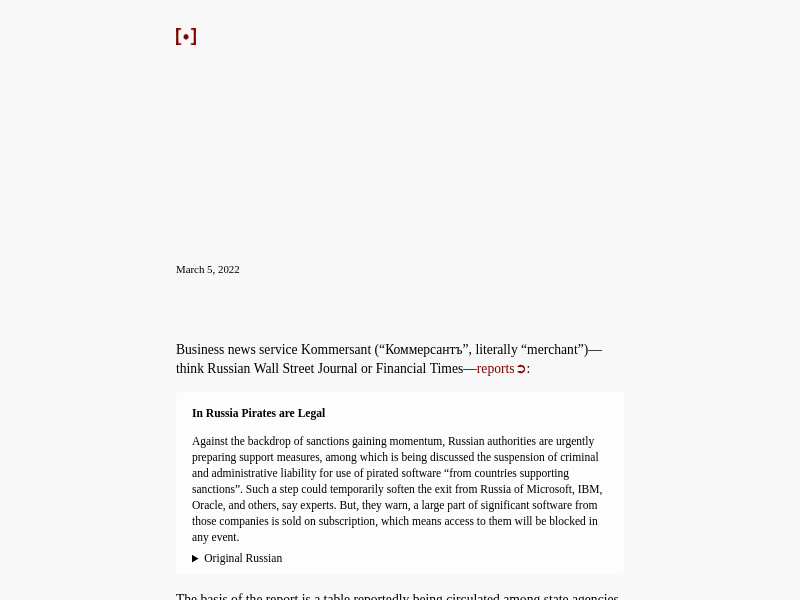 [•]
March 5, 2022
Business news service Kommersant (“Коммерсантъ”, literally “merchant”)—
think Russian Wall Street Journal or Financial Times—reports➲:
In Russia Pirates are Legal
Against the backdrop of sanctions gaining momentum, Russian authorities are urgently
preparing support measures, among which is being discussed the suspension of criminal
and administrative liability for use of pirated software “from countries supporting
sanctions”. Such a step could temporarily soften the exit from Russia of Microsoft, IBM,
Oracle, and others, say experts. But, they warn, a large part of significant software from
those companies is sold on subscription, which means access to them will be blocked in
any event.
▶ Original Russian
The basis of the report is a table reportedly being circulated among state agencies